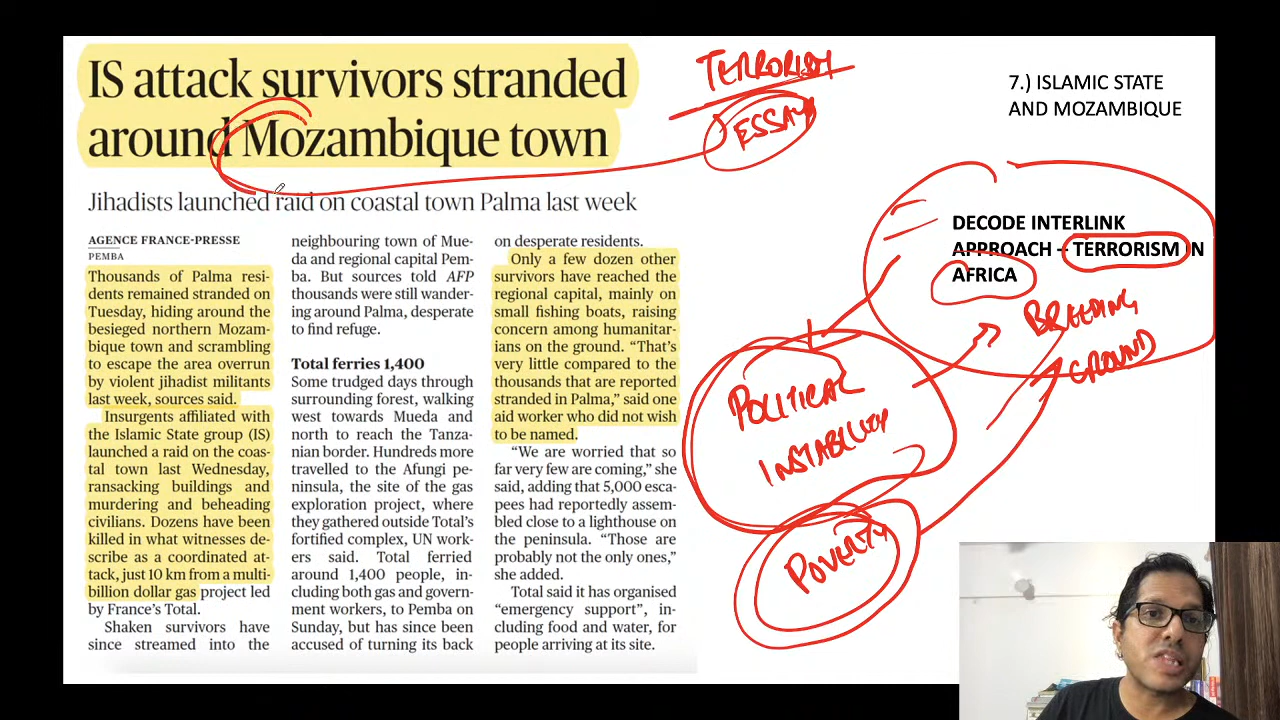 IS attack survivors stranded
around Mozambique town
Jihadists launched raid on coastal town Palma last week
AGENCE FRANCE-PRESSE
PEMBA
Thousands of Palma resi-
dents remained stranded on
Tuesday, hiding around the
besieged northern Mozam-
bique town and scrambling
to escape the area overrun
by violent jihadist militants
last week, sources said.
Insurgents affiliated with
the Islamic State group (IS)
launched a raid on the coas-
tal town last Wednesday,
ransacking buildings and
murdering and beheading
civilians. Dozens have been
killed in what witnesses de-
scribe as a coordinated at-
tack, just 10 km from a multi-
billion dollar gas project led
by France's Total.
Shaken survivors have
since streamed into the
neighbouring town of Mue-
da and regional capital Pem-
ba. But sources told AFP
thousands were still wander-
ing around Palma, desperate
to find refuge.
Total ferries 1,400
Some trudged days through
surrounding forest, walking
west towards Mueda and
north to reach the Tanza-
nian border. Hundreds more
travelled to the Afungi pe-
ninsula, the site of the gas
exploration project, where
they gathered outside Total's
fortified complex, UN work-
ers said. Total ferried
around 1,400 people, in-
cluding both gas and govern-
ment workers, to Pemba on
Sunday, but has since been
accused of turning its back
on desperate residents.
Only a few dozen other
survivors have reached the
regional capital, mainly on
small fishing boats, raising
concern among humanitar-
ians on the ground. "That's
very little compared to the
thousands that are reported
stranded in Palma," said one
aid worker who did not wish
to be named.
"We are worried that so
far very few are coming," she
said, adding that 5,000 esca-
pees had reportedly assem-
bled close to a lighthouse on
the peninsula. "Those are
probably not the only ones,"
she added.
Total said it has organised
"emergency support", in-
cluding food and water, for
people arriving at its site.
TERRORISM
ESSAY
7.) ISLAMIC STATE
AND MOZAMBIQUE
DECODE INTERLINK
APPROACH – TERRORISM IN
AFRICA
BREEDING
GROUND
POLITICAL
INSTABILITY
POVERTY